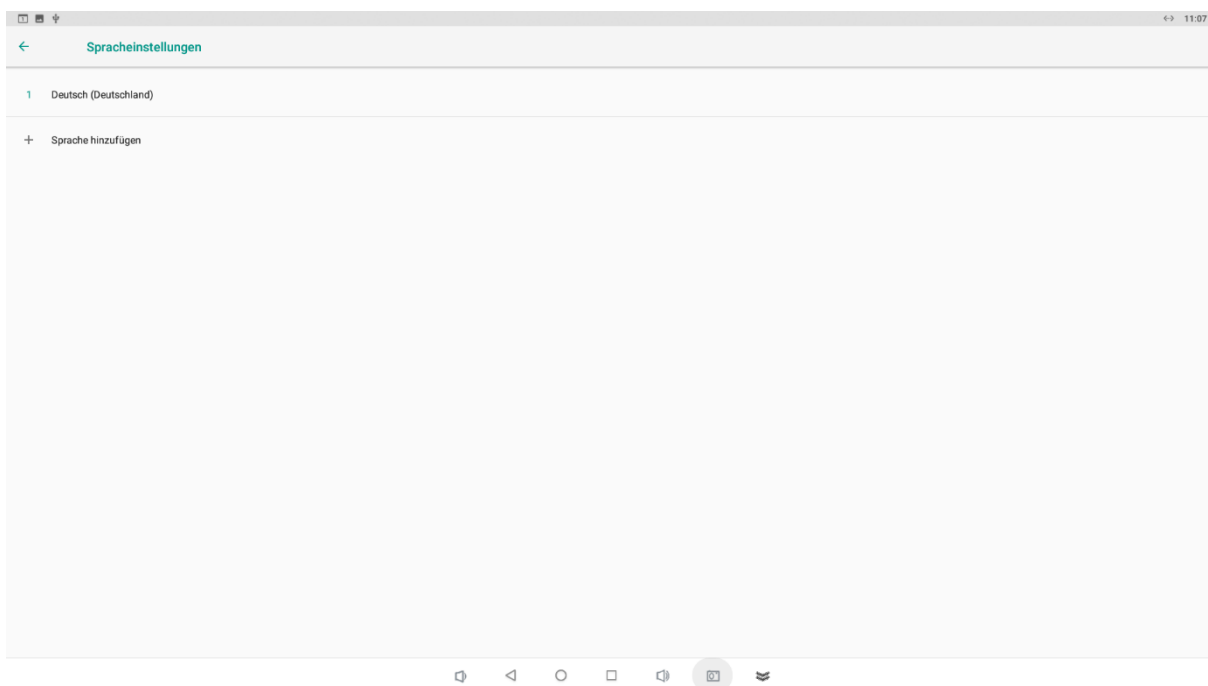 11:07
Spracheinstellungen
1 Deutsch (Deutschland)
+ Sprache hinzufügen